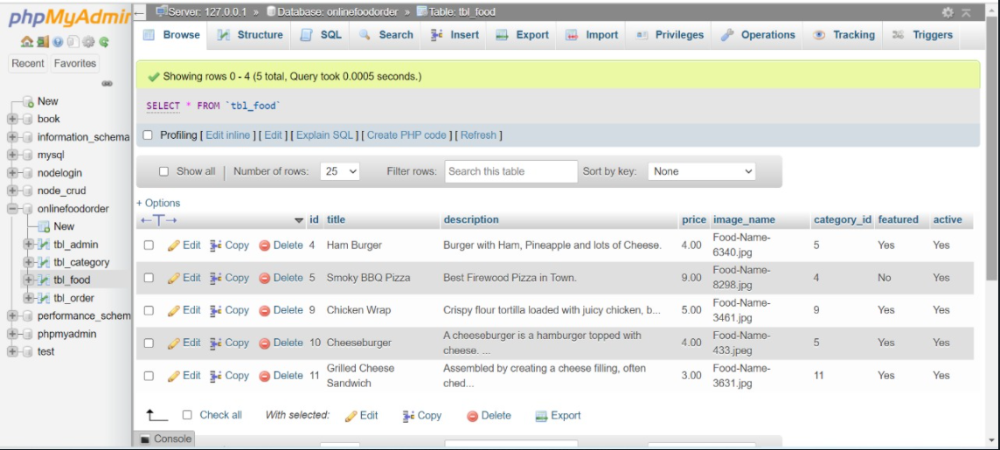 phpMyAdmin
Recent Favorites
New
book
information_schema
mysql
nodelogin
node_crud
onlinefoodorder
New
tbl_admin
tbl_category
tbl_food
tbl_order
performance_schem
phpmyadmin
test
Server: 127.0.0.1 » Database: onlinefoodorder » Table: tbl_food
Browse Structure SQL Search Insert Export Import Privileges Operations Tracking Triggers
Showing rows 0 - 4 (5 total, Query took 0.0005 seconds.)
SELECT * FROM `tbl_food`
Profiling [ Edit inline ] [ Edit ] [ Explain SQL ] [ Create PHP code ] [ Refresh ]
Show all | Number of rows: 25 Filter rows: Search this table Sort by key: None
+ Options
←T→ id title description price image_name category_id featured active
Edit Copy Delete 4 Ham Burger Burger with Ham, Pineapple and lots of Cheese. 4.00 Food-Name-
6340.jpg 5 Yes Yes
Edit Copy Delete 5 Smoky BBQ Pizza Best Firewood Pizza in Town. 9.00 Food-Name-
8298.jpg 4 No Yes
Edit Copy Delete 9 Chicken Wrap Crispy flour tortilla loaded with juicy chicken, b... 5.00 Food-Name-
3461.jpg 9 Yes Yes
Edit Copy Delete 10 Cheeseburger A cheeseburger is a hamburger topped with
cheese. ... 4.00 Food-Name-
433.jpeg 5 Yes Yes
Edit Copy Delete 11 Grilled Cheese
Sandwich Assembled by creating a cheese filling, often
ched... 3.00 Food-Name-
3631.jpg 11 Yes Yes
Check all With selected: Edit Copy Delete Export
Console